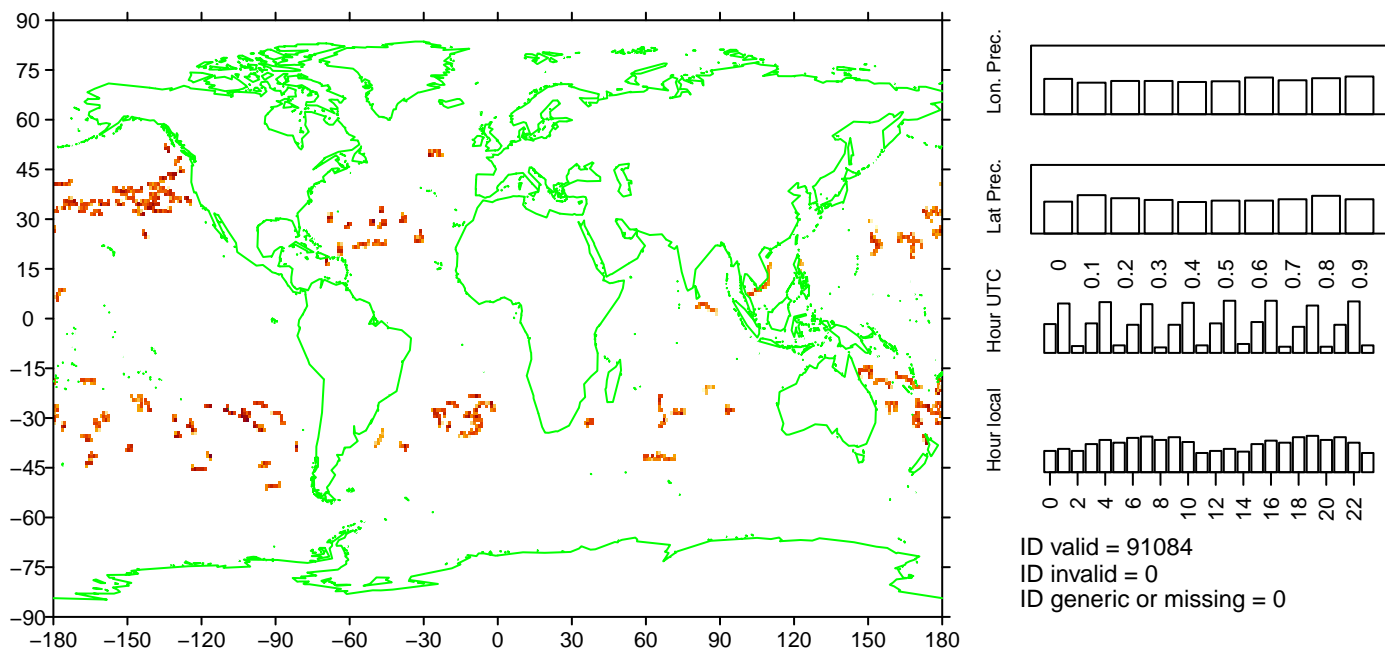 90
75
60
45
30
15
0
−15
−30
−45
−60
−75
−90
−180 −150 −120 −90 −60 −30 0 30 60 90 120 150 180
Lon. Prec.
Lat Prec.
0 0.1 0.2 0.3 0.4 0.5 0.6 0.7 0.8 0.9
Hour UTC
Hour local
0 2 4 6 8 10 12 14 16 18 20 22
ID valid = 91084
ID invalid = 0
ID generic or missing = 0